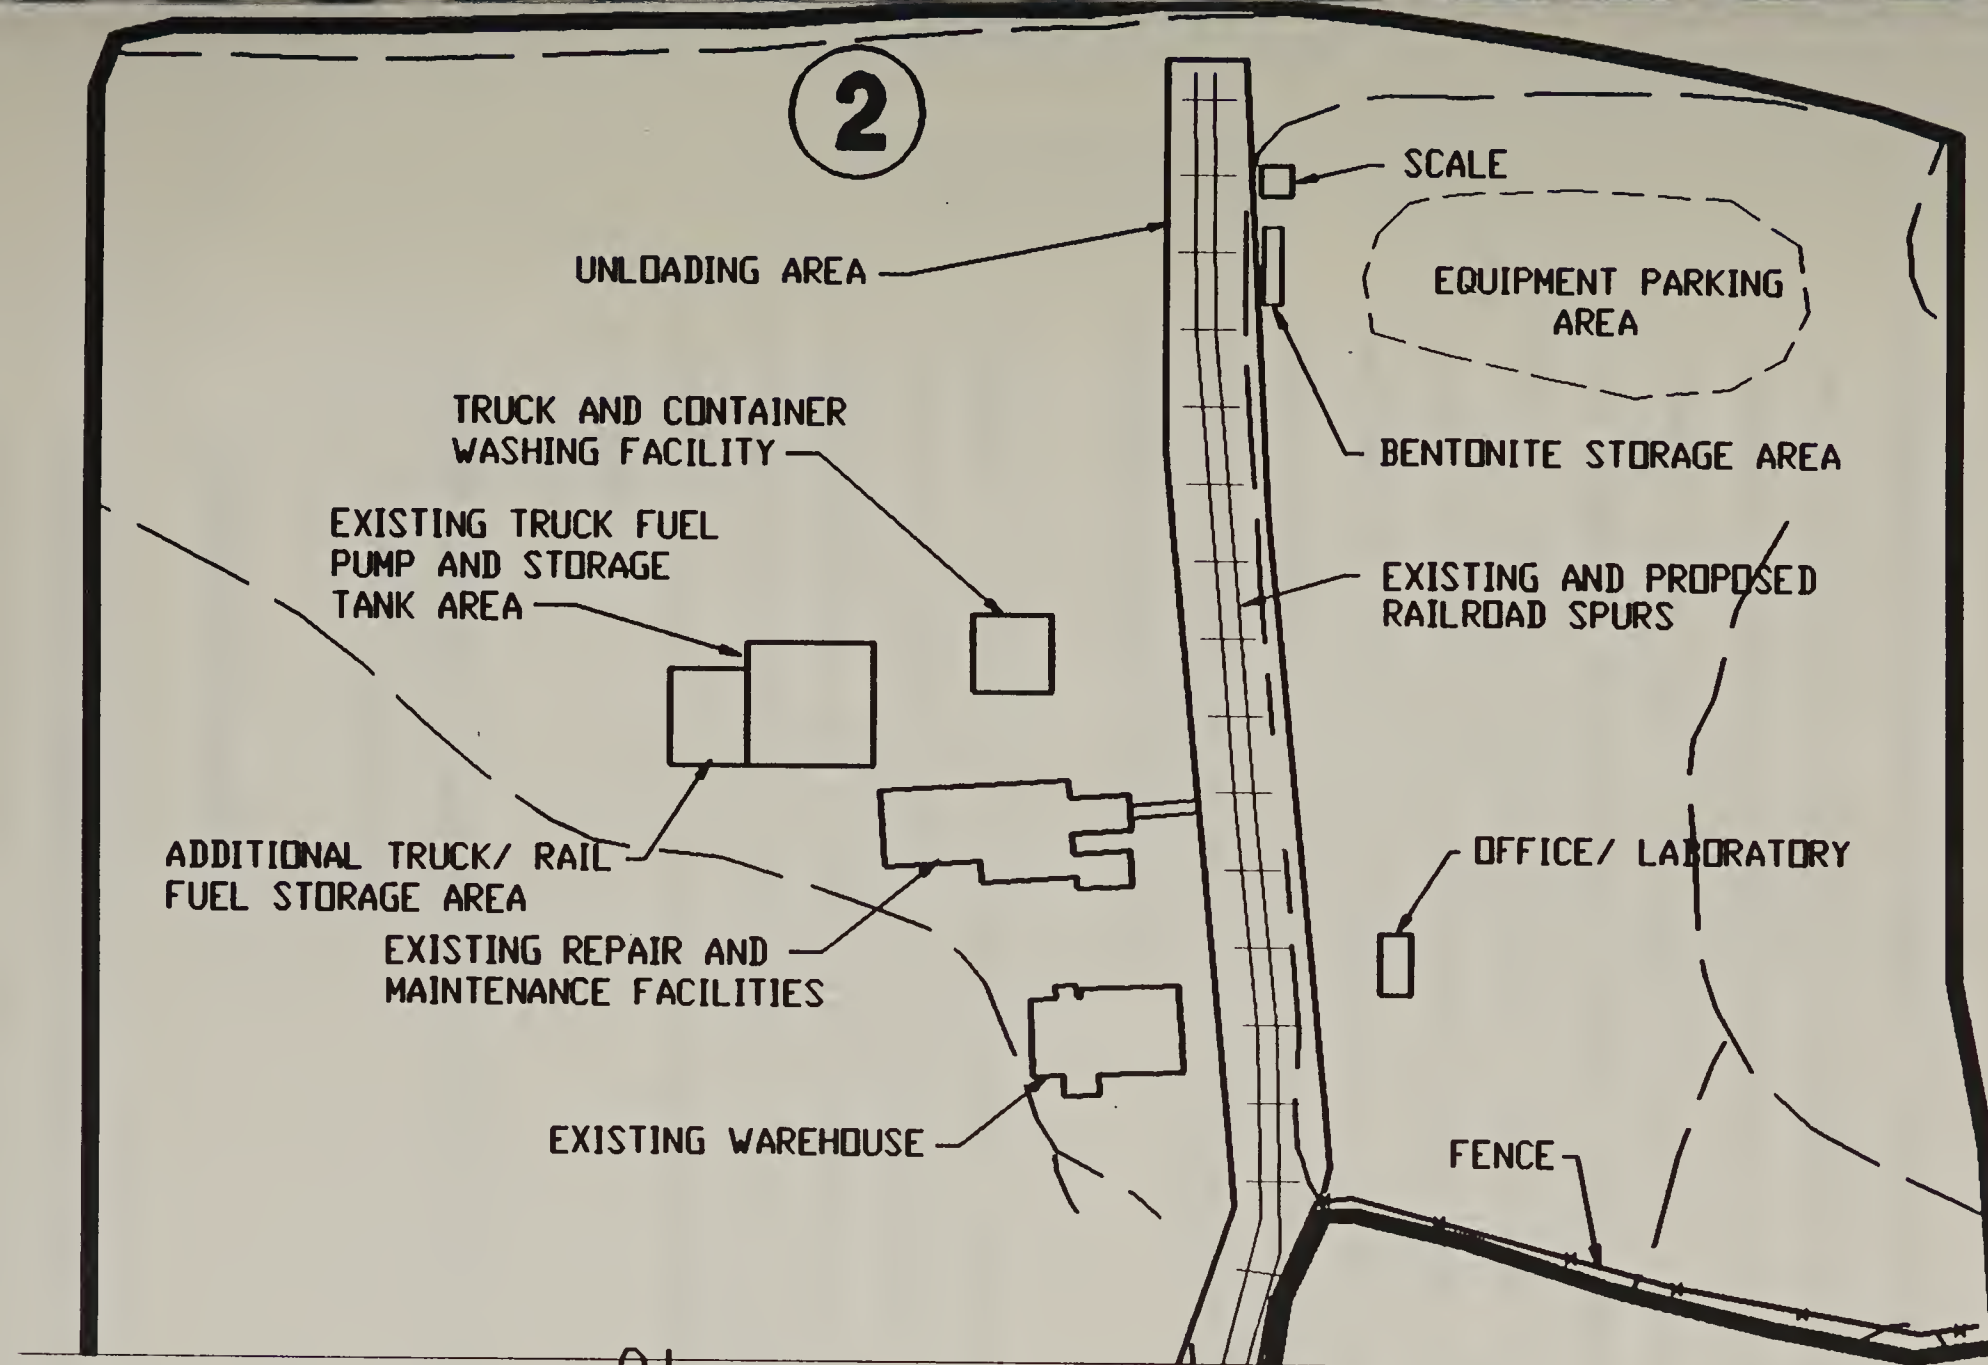 2
SCALE
UNLOADING AREA
EQUIPMENT PARKING
AREA
TRUCK AND CONTAINER
WASHING FACILITY
BENTONITE STORAGE AREA
EXISTING TRUCK FUEL
PUMP AND STORAGE
TANK AREA
EXISTING AND PROPOSED
RAILROAD SPURS
ADDITIONAL TRUCK/ RAIL
FUEL STORAGE AREA
OFFICE/ LABORATORY
EXISTING REPAIR AND
MAINTENANCE FACILITIES
EXISTING WAREHOUSE
FENCE